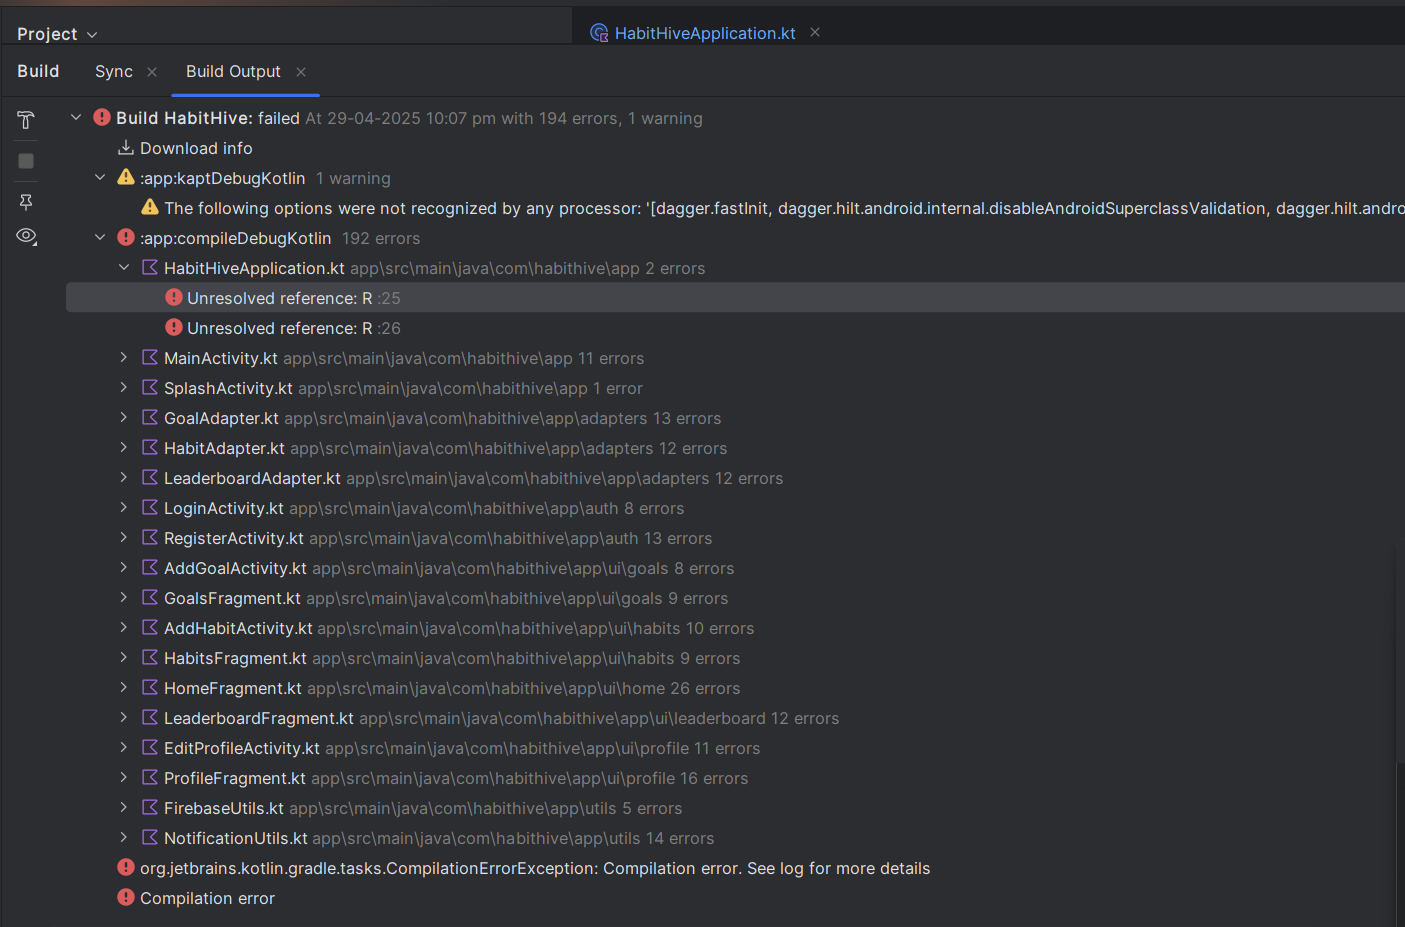 Project
HabitHiveApplication.kt
Build Sync Build Output
Build HabitHive: failed At 29-04-2025 10:07 pm with 194 errors, 1 warning
Download info
:app:kaptDebugKotlin 1 warning
The following options were not recognized by any processor: '[dagger.fastInit, dagger.hilt.android.internal.disableAndroidSuperclassValidation, dagger.hilt.andro
:app:compileDebugKotlin 192 errors
HabitHiveApplication.kt app\src\main\java\com\habithive\app 2 errors
Unresolved reference: R :25
Unresolved reference: R :26
MainActivity.kt app\src\main\java\com\habithive\app 11 errors
SplashActivity.kt app\src\main\java\com\habithive\app 1 error
GoalAdapter.kt app\src\main\java\com\habithive\app\adapters 13 errors
HabitAdapter.kt app\src\main\java\com\habithive\app\adapters 12 errors
LeaderboardAdapter.kt app\src\main\java\com\habithive\app\adapters 12 errors
LoginActivity.kt app\src\main\java\com\habithive\app\auth 8 errors
RegisterActivity.kt app\src\main\java\com\habithive\app\auth 13 errors
AddGoalActivity.kt app\src\main\java\com\habithive\app\ui\goals 8 errors
GoalsFragment.kt app\src\main\java\com\habithive\app\ui\goals 9 errors
AddHabitActivity.kt app\src\main\java\com\habithive\app\ui\habits 10 errors
HabitsFragment.kt app\src\main\java\com\habithive\app\ui\habits 9 errors
HomeFragment.kt app\src\main\java\com\habithive\app\ui\home 26 errors
LeaderboardFragment.kt app\src\main\java\com\habithive\app\ui\leaderboard 12 errors
EditProfileActivity.kt app\src\main\java\com\habithive\app\ui\profile 11 errors
ProfileFragment.kt app\src\main\java\com\habithive\app\ui\profile 16 errors
FirebaseUtils.kt app\src\main\java\com\habithive\app\utils 5 errors
NotificationUtils.kt app\src\main\java\com\habithive\app\utils 14 errors
org.jetbrains.kotlin.gradle.tasks.CompilationErrorException: Compilation error. See log for more details
Compilation error